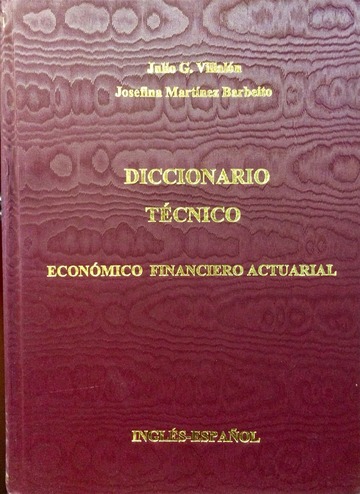 Julio G. Villalón
Josefina Martínez Barbeito
DICCIONARIO
TÉCNICO
ECONÓMICO FINANCIERO ACTUARIAL
INGLÉS-ESPAÑOL